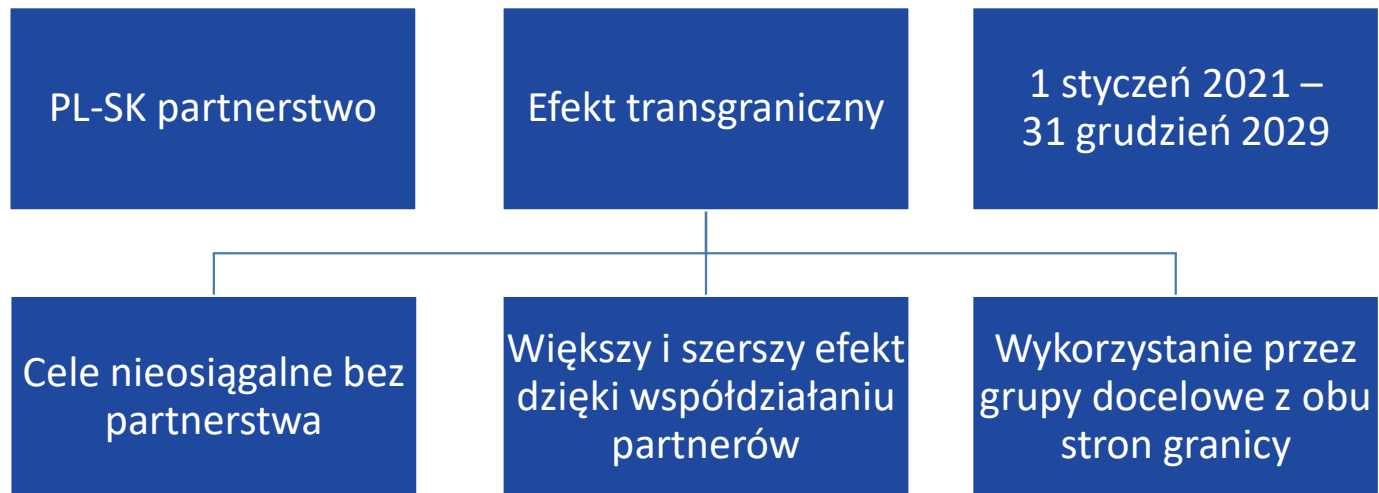 PL-SK partnerstwo
Efekt transgraniczny
1 styczeń 2021 –
31 grudzień 2029
Cele nieosiągalne bez
partnerstwa
Większy i szerszy efekt
dzięki współdziałaniu
partnerów
Wykorzystanie przez
grupy docelowe z obu
stron granicy